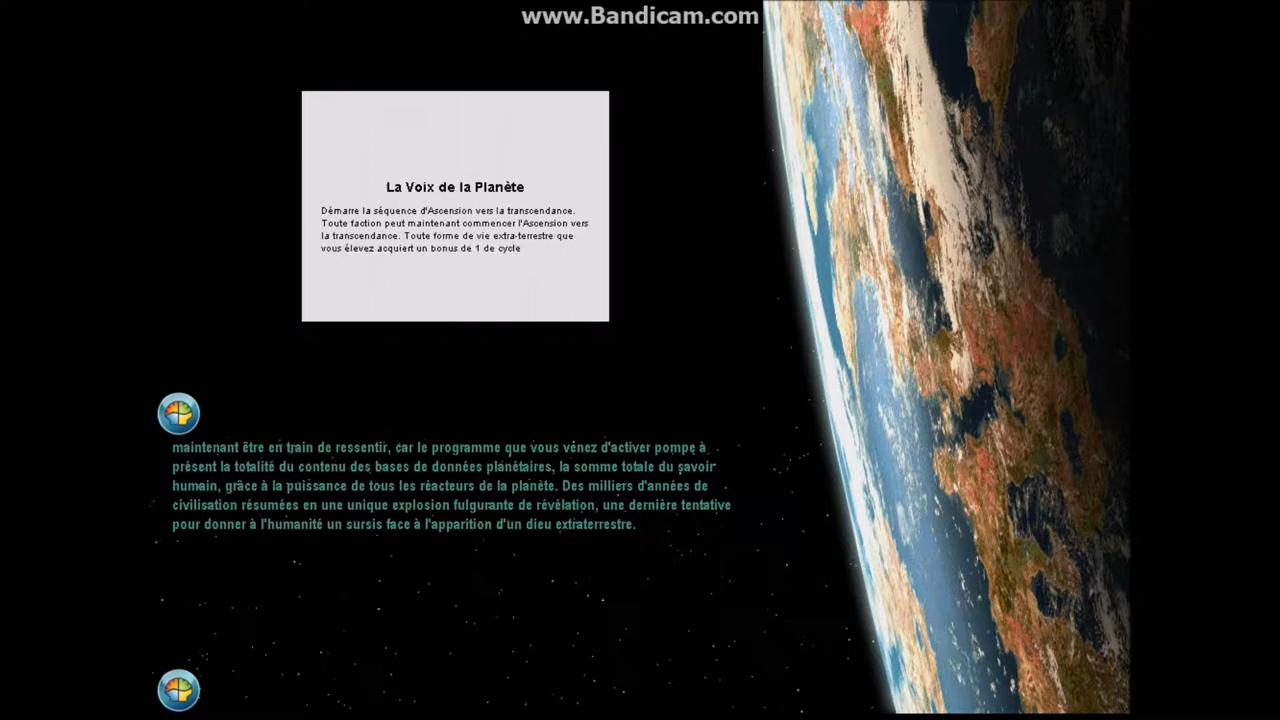 www.Bandicam.com
La Voix de la Planète
Démarre la séquence d'Ascension vers la transcendance.
Toute faction peut maintenant commencer l'Ascension vers
la transcendance. Toute forme de vie extra-terrestre que
vous élevez acquiert un bonus de 1 de cycle
maintenant être en train de ressentir, car le programme que vous venez d'activer pompe à
présent la totalité du contenu des bases de données planétaires, la somme totale du savoir
humain, grâce à la puissance de tous les réacteurs de la planète. Des milliers d'années de
civilisation résumées en une unique explosion fulgurante de révélation, une dernière tentative
pour donner à l'humanité un sursis face à l'apparition d'un dieu extraterrestre.